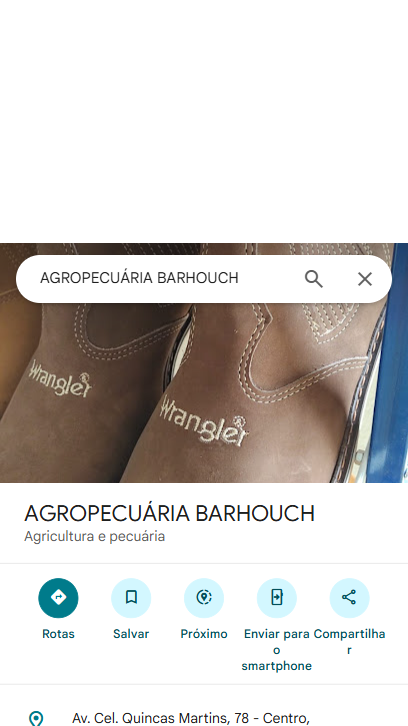 AGROPECUÁRIA BARHOUCH
Wrangler
Wrangler
AGROPECUÁRIA BARHOUCH
Agricultura e pecuária
Rotas
Salvar
Próximo
Enviar para
o
smartphone
Compartilha
r
Av. Cel. Quincas Martins, 78 - Centro,